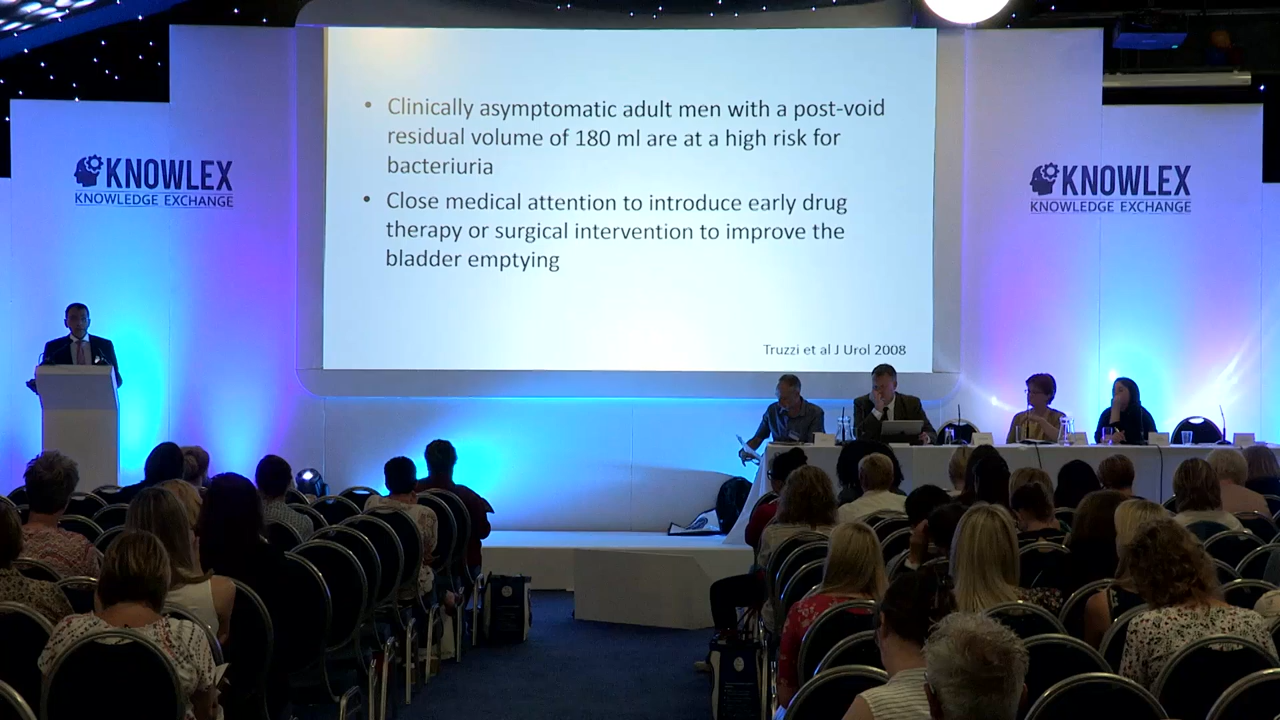 • Clinically asymptomatic adult men with a post-void
residual volume of 180 ml are at a high risk for
bacteriuria
• Close medical attention to introduce early drug
therapy or surgical intervention to improve the
bladder emptying
Truzzi et al J Urol 2008
KNOWLEX
KNOWLEDGE EXCHANGE
KNOWLEX
KNOWLEDGE EXCHANGE